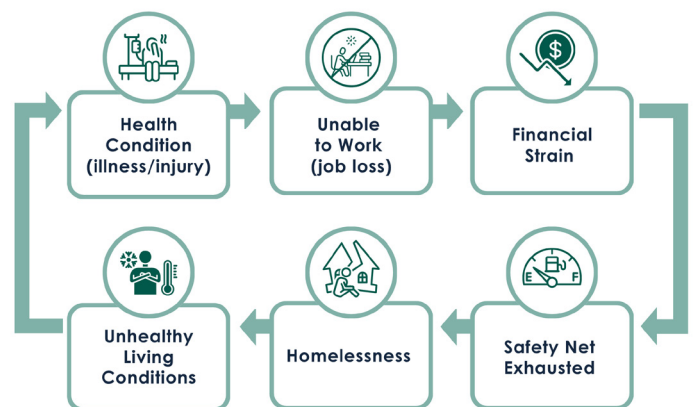 $
Health
Condition
(illness/injury)
Unable
to Work
(job loss)
Financial
Strain
E F
Unhealthy
Living
Conditions
Homelessness
Safety Net
Exhausted